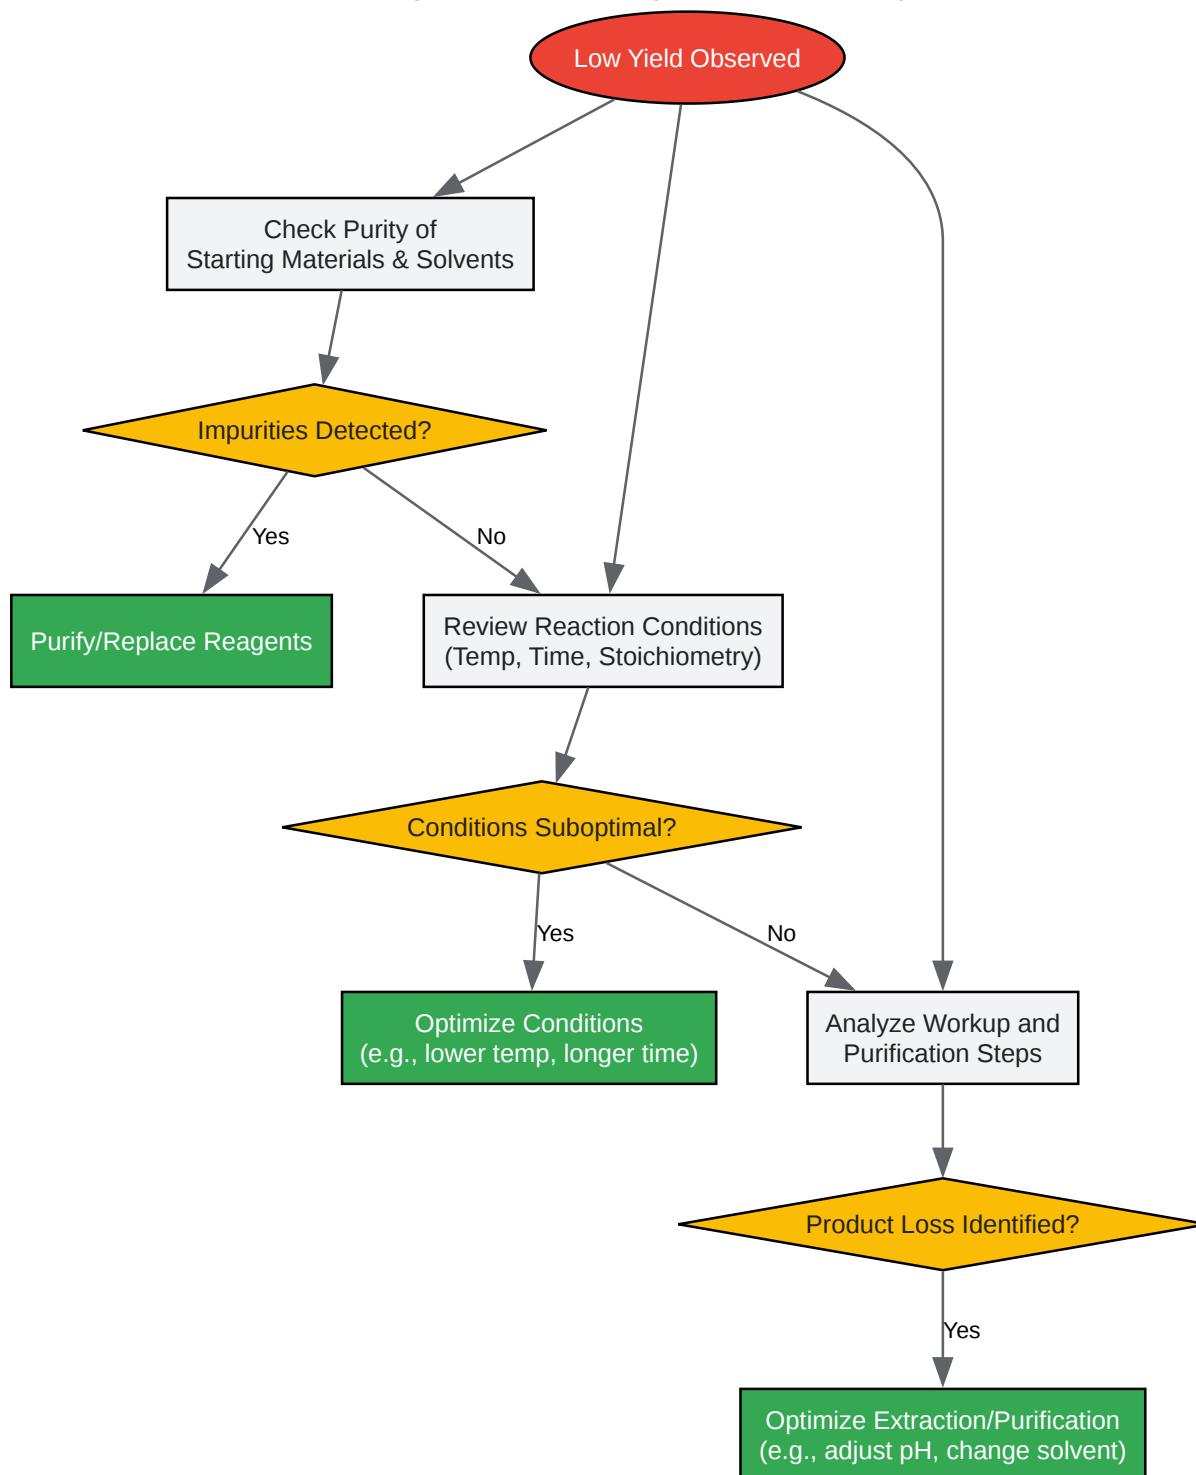 Low Yield Observed
Check Purity of
Starting Materials & Solvents
Impurities Detected?
Yes
No
Purify/Replace Reagents
Review Reaction Conditions
(Temp, Time, Stoichiometry)
Conditions Suboptimal?
Yes
No
Optimize Conditions
(e.g., lower temp, longer time)
Analyze Workup and
Purification Steps
Product Loss Identified?
Yes
Optimize Extraction/Purification
(e.g., adjust pH, change solvent)